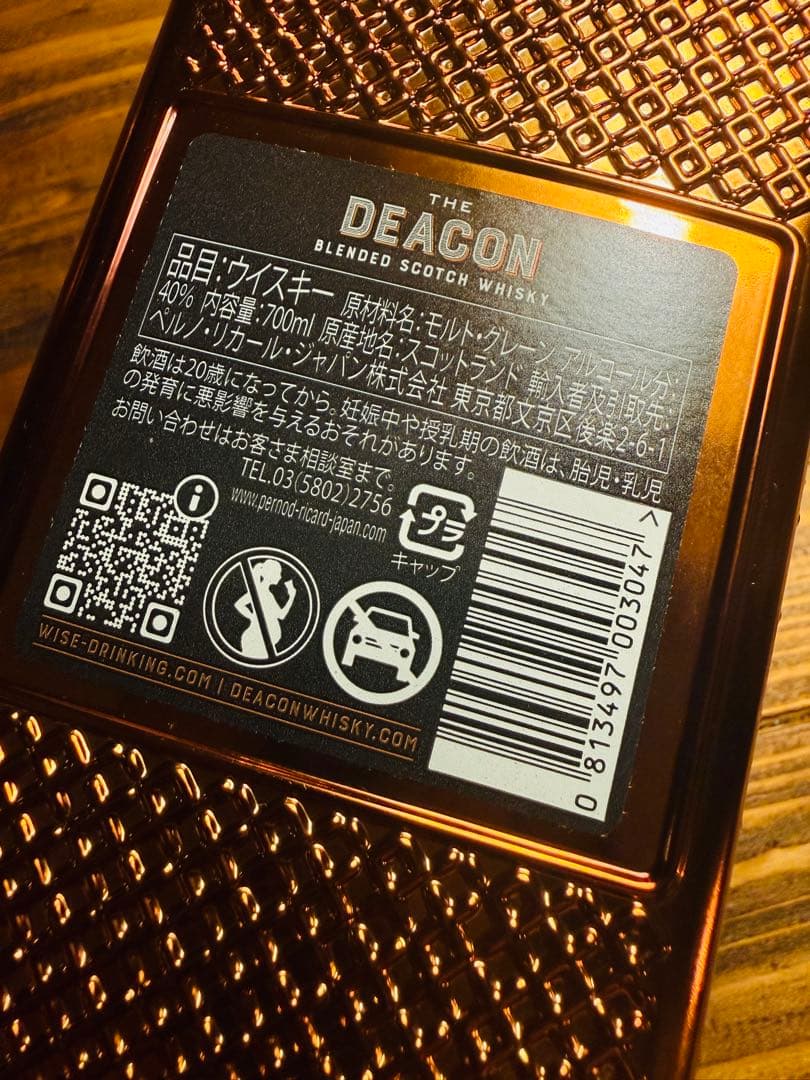 THE
DEACON
BLENDED SCOTCH WHISKY
品目:ウイスキー 原材料名:モルト・グレーン アルコール分:
40% 内容量:700ml 原産地名:スコットランド 輸入者及引取先:
ペルノ・リカール・ジャパン株式会社 東京都文京区後楽2-6-1
飲酒は20歳になってから。妊娠中や授乳期の飲酒は、胎児・乳児
の発育に悪影響を与えるおそれがあります。
お問い合わせはお客さま相談室まで。
TEL.03(5802)2756
www.pernod-ricard-japan.com
プラ
キャップ
i
WISE-DRINKING.COM | DEACONWHISKY.COM
0 813497 003047 >